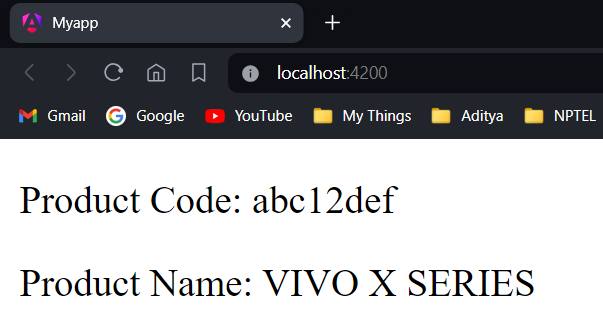 Myapp
localhost:4200
Gmail Google YouTube My Things Aditya NPTEL
Product Code: abc12def
Product Name: VIVO X SERIES